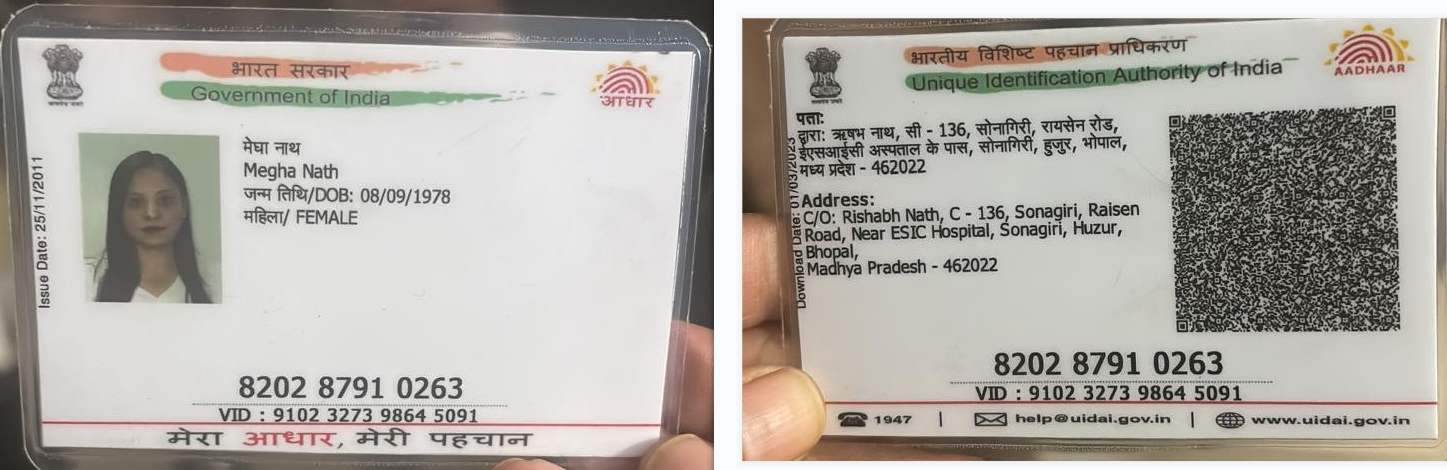 भारत सरकार
Government of India
आधार
Issue Date: 25/11/2011
मेघा नाथ
Megha Nath
जन्म तिथि/DOB: 08/09/1978
महिला/ FEMALE
8202 8791 0263
VID : 9102 3273 9864 5091
मेरा आधार, मेरी पहचान
भारतीय विशिष्ट पहचान प्राधिकरण
Unique Identification Authority of India
AADHAAR
Download Date: 01/03/2023
पता:
द्वारा: ऋषभ नाथ, सी - 136, सोनागिरी, रायसेन रोड,
ईएसआईसी अस्पताल के पास, सोनागिरी, हुजुर, भोपाल,
मध्य प्रदेश - 462022
Address:
C/O: Rishabh Nath, C - 136, Sonagiri, Raisen
Road, Near ESIC Hospital, Sonagiri, Huzur,
Bhopal,
Madhya Pradesh - 462022
8202 8791 0263
VID : 9102 3273 9864 5091
1947 | help@uidai.gov.in | www.uidai.gov.in